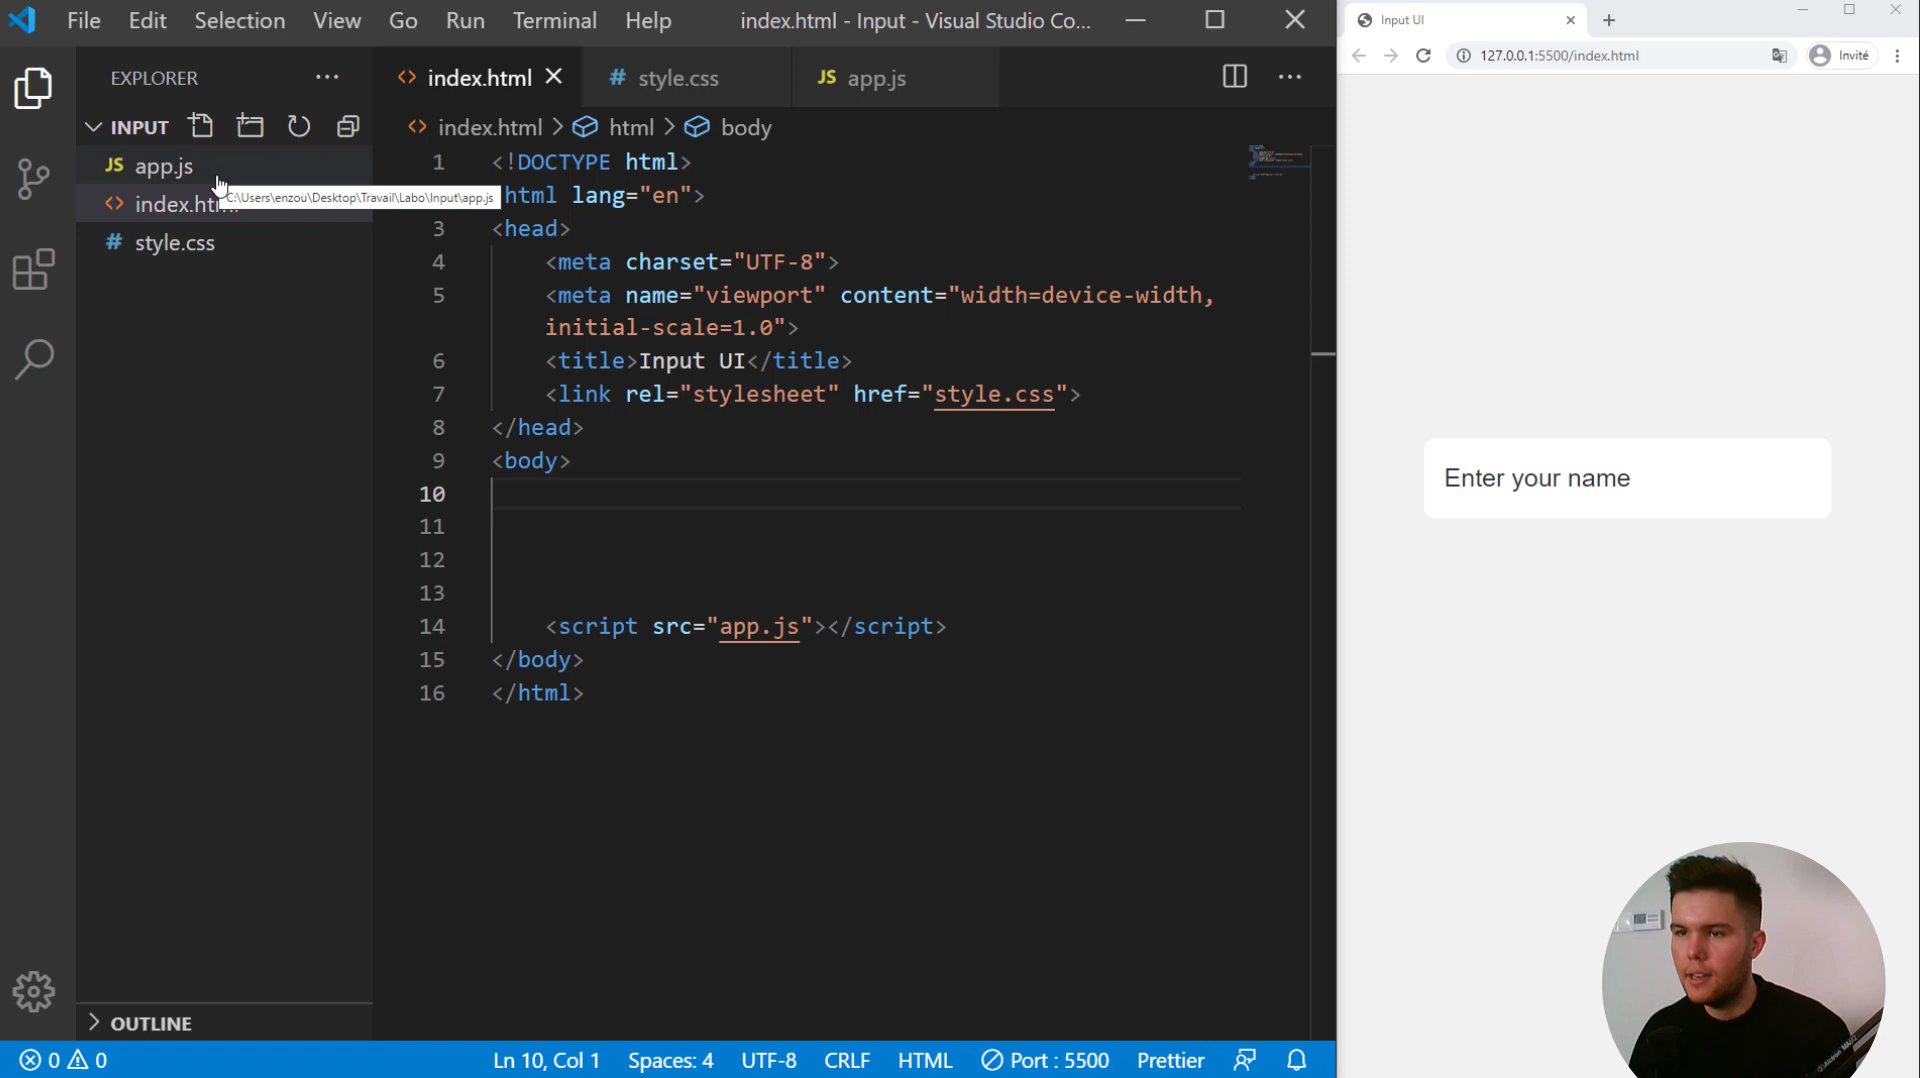 File Edit Selection View Go Run Terminal Help index.html - Input - Visual Studio Co...
EXPLORER ···
INPUT
JS app.js
<> index.htm
# style.css
C:\Users\enzou\Desktop\Travail\Labo\Input\app.js
OUTLINE
<> index.html # style.css JS app.js ···
<> index.html > html > body
1 <!DOCTYPE html>
html lang="en">
3 <head>
4 <meta charset="UTF-8">
5 <meta name="viewport" content="width=device-width,
initial-scale=1.0">
6 <title>Input UI</title>
7 <link rel="stylesheet" href="style.css">
8 </head>
9 <body>
10
11
12
13
14 <script src="app.js"></script>
15 </body>
16 </html>
0 0 Ln 10, Col 1 Spaces: 4 UTF-8 CRLF HTML Port : 5500 Prettier
Input UI
127.0.0.1:5500/index.html Invité
Enter your name